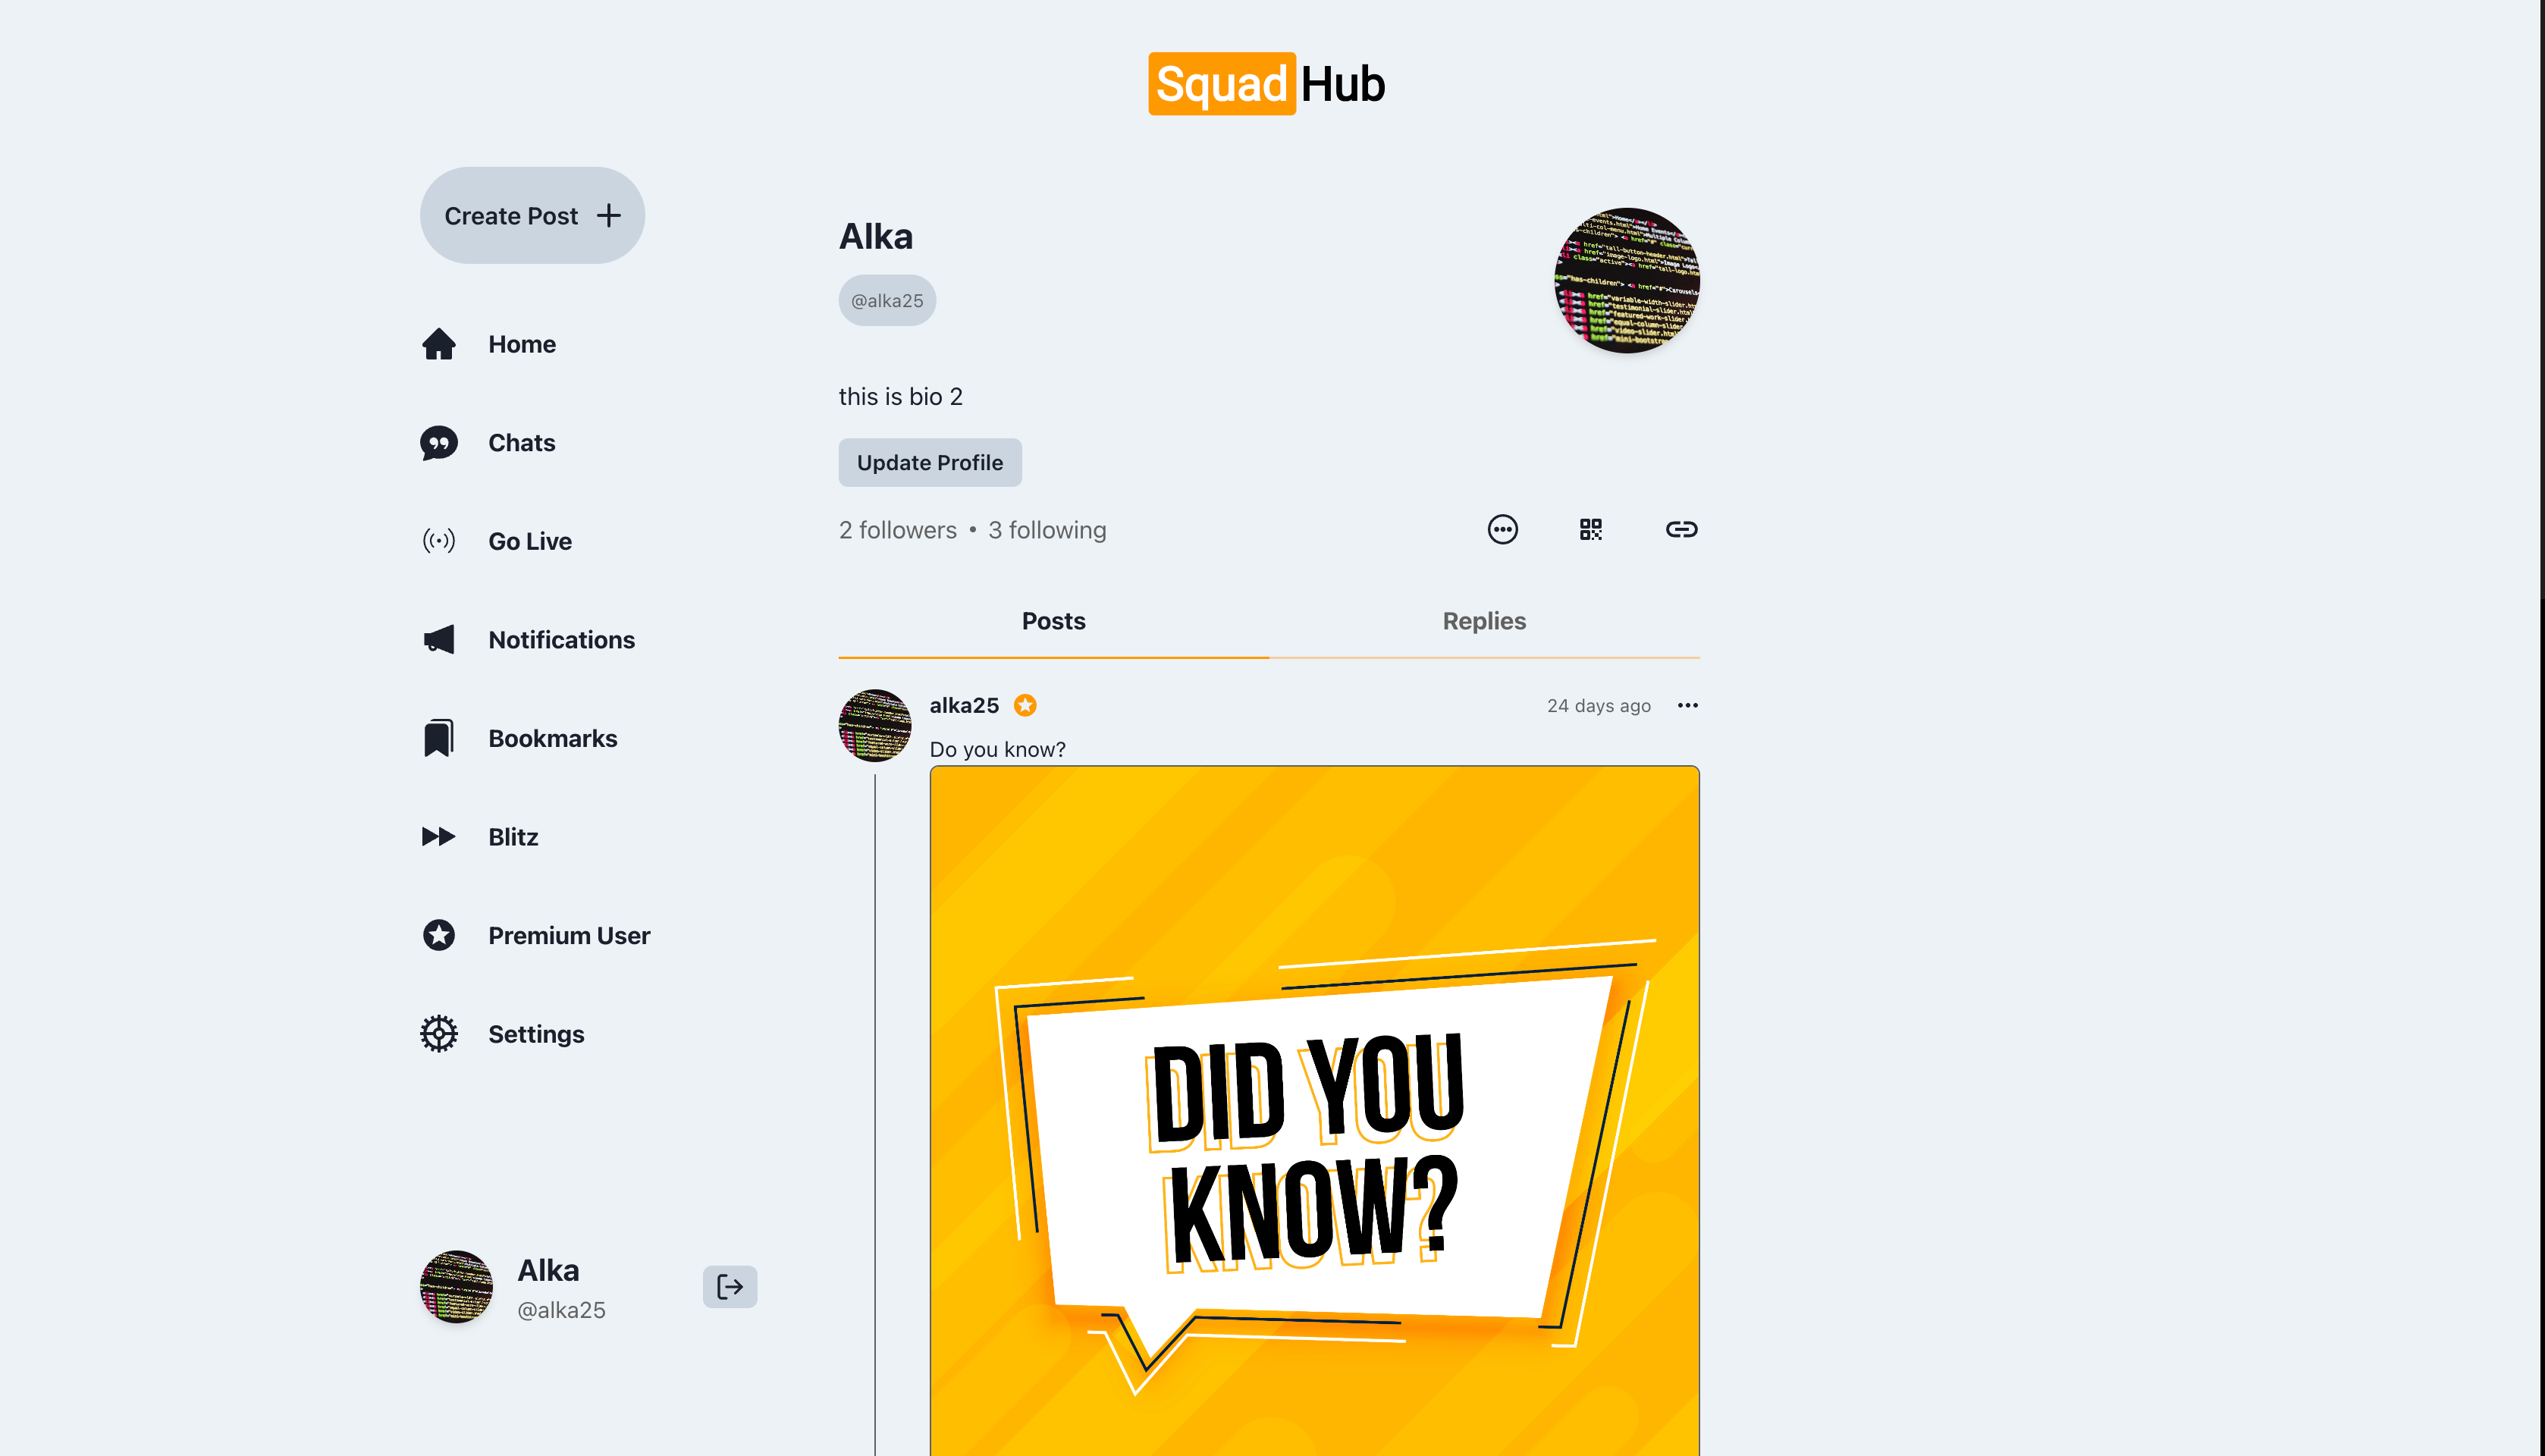 Squad Hub
Create Post
Home
Chats
Go Live
Notifications
Bookmarks
Blitz
Premium User
Settings
Alka
@alka25
Alka
@alka25
this is bio 2
Update Profile
2 followers • 3 following
Posts
Replies
alka25
24 days ago
Do you know?
DID YOU
KNOW?